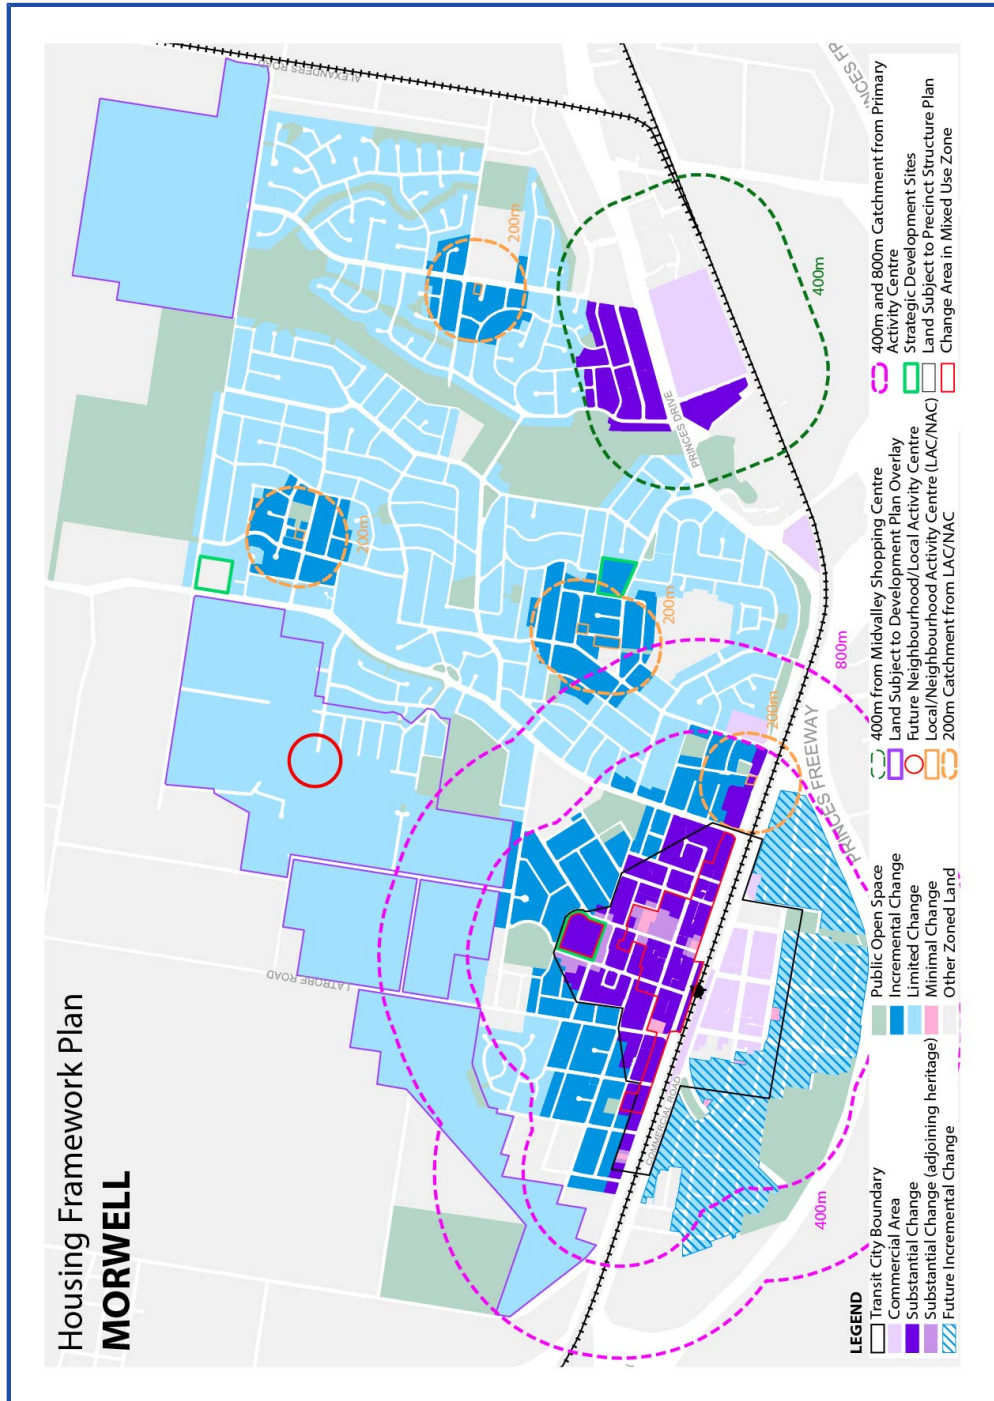 Housing Framework Plan
MORWELL
ALEXANDERS ROAD
PRINCES FR
LATROBE ROAD
200m
200m
200m
200m
400m
PRINCES DRIVE
800m
PRINCES FREEWAY
COMMERCIAL ROAD
400m
LEGEND
Transit City Boundary
Commercial Area
Substantial Change
Substantial Change (adjoining heritage)
Future Incremental Change
Public Open Space
Incremental Change
Limited Change
Minimal Change
Other Zoned Land
400m from Midvalley Shopping Centre
Land Subject to Development Plan Overlay
Future Neighbourhood/Local Activity Centre
Local/Neighbourhood Activity Centre (LAC/NAC)
200m Catchment from LAC/NAC
400m and 800m Catchment from Primary
Activity Centre
Strategic Development Sites
Land Subject to Precinct Structure Plan
Change Area in Mixed Use Zone